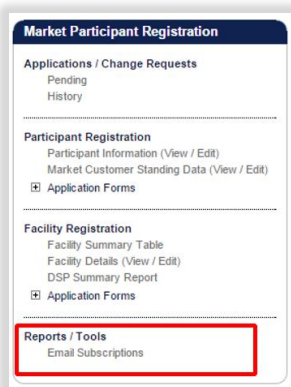 Market Participant Registration
Applications / Change Requests
Pending
History
Participant Registration
Participant Information (View / Edit)
Market Customer Standing Data (View / Edit)
Application Forms
Facility Registration
Facility Summary Table
Facility Details (View / Edit)
DSP Summary Report
Application Forms
Reports / Tools
Email Subscriptions